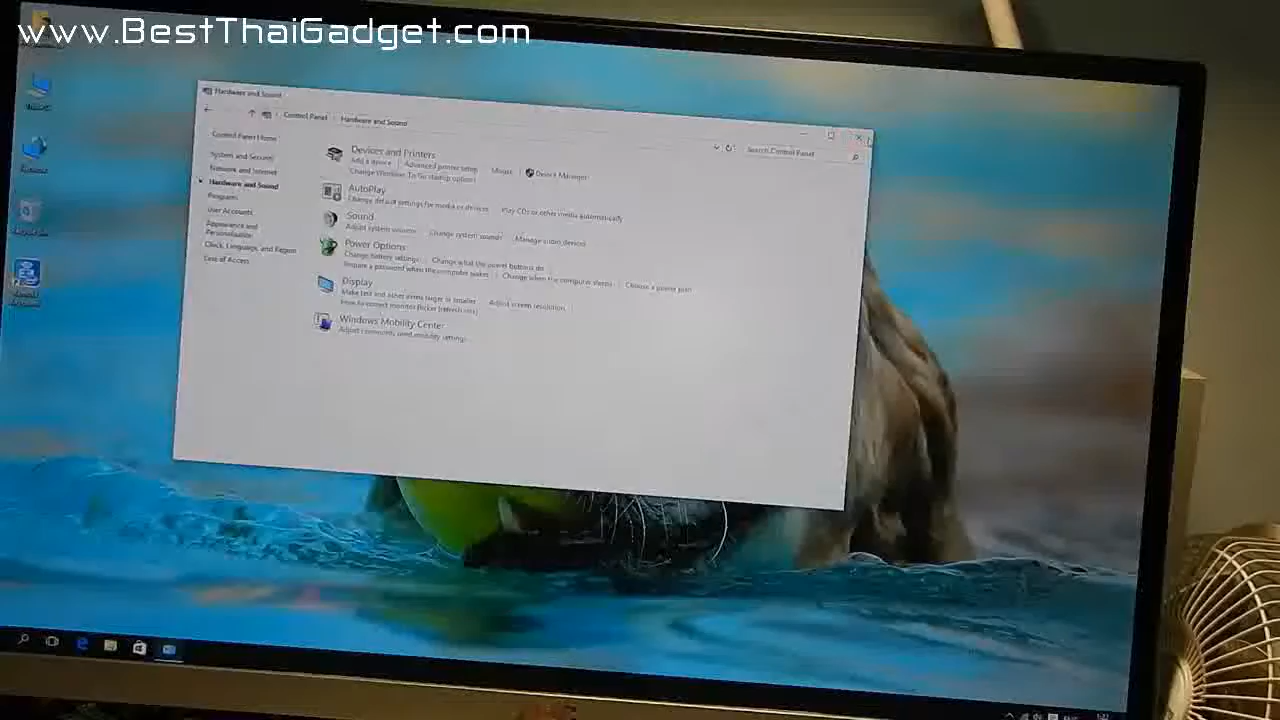 www.BestThaiGadget.com
Hardware and Sound
Control Panel Hardware and Sound
Search Control Panel
Control Panel Home
System and Security
Network and Internet
Hardware and Sound
Programs
User Accounts
Appearance and
Personalization
Clock, Language, and Region
Ease of Access
Devices and Printers
Add a device Advanced printer setup Mouse Device Manager
Change Windows To Go startup options
AutoPlay
Change default settings for media or devices Play CDs or other media automatically
Sound
Adjust system volume Change system sounds Manage audio devices
Power Options
Change battery settings Change what the power buttons do
Require a password when the computer wakes Change when the computer sleeps Choose a power plan
Display
Make text and other items larger or smaller Adjust screen resolution
How to correct monitor flicker (refresh rate)
Windows Mobility Center
Adjust commonly used mobility settings